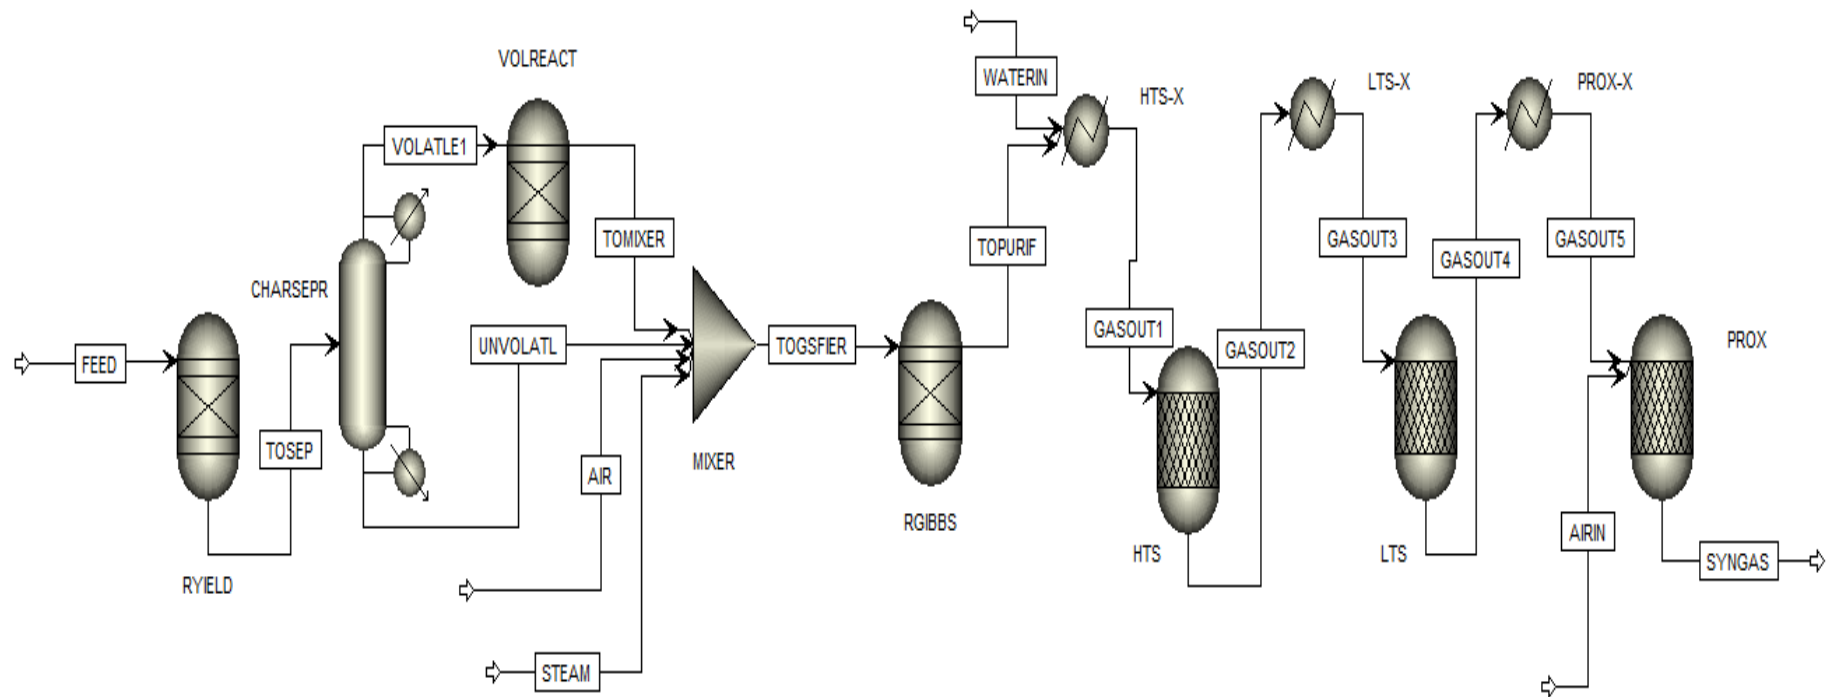 VOLREACT
WATERIN
HTS-X
LTS-X
PROX-X
VOLATLE1
TOMIXER
TOPURIF
GASOUT3
GASOUT4
GASOUT5
CHARSEPR
FEED
UNVOLATL
TOGSFIER
GASOUT1
GASOUT2
PROX
TOSEP
AIR
MIXER
RGIBBS
HTS
LTS
AIRIN
SYNGAS
RYIELD
STEAM